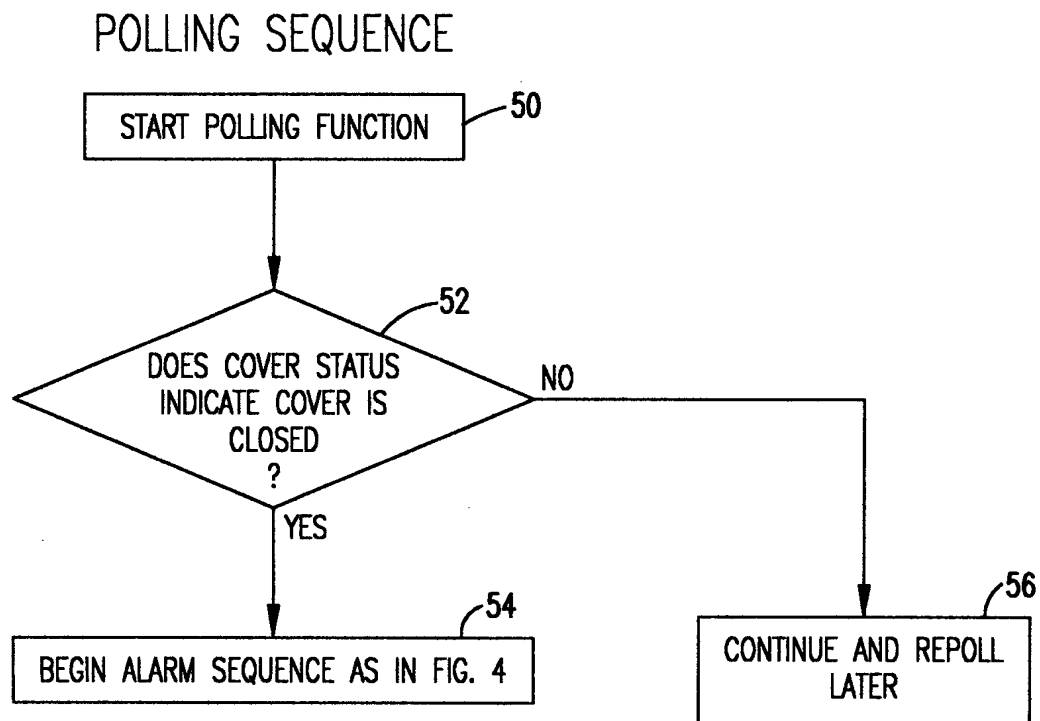 POLLING SEQUENCE
50
START POLLING FUNCTION
52
DOES COVER STATUS
INDICATE COVER IS
CLOSED
?
NO
YES
54
BEGIN ALARM SEQUENCE AS IN FIG. 4
56
CONTINUE AND REPOLL
LATER